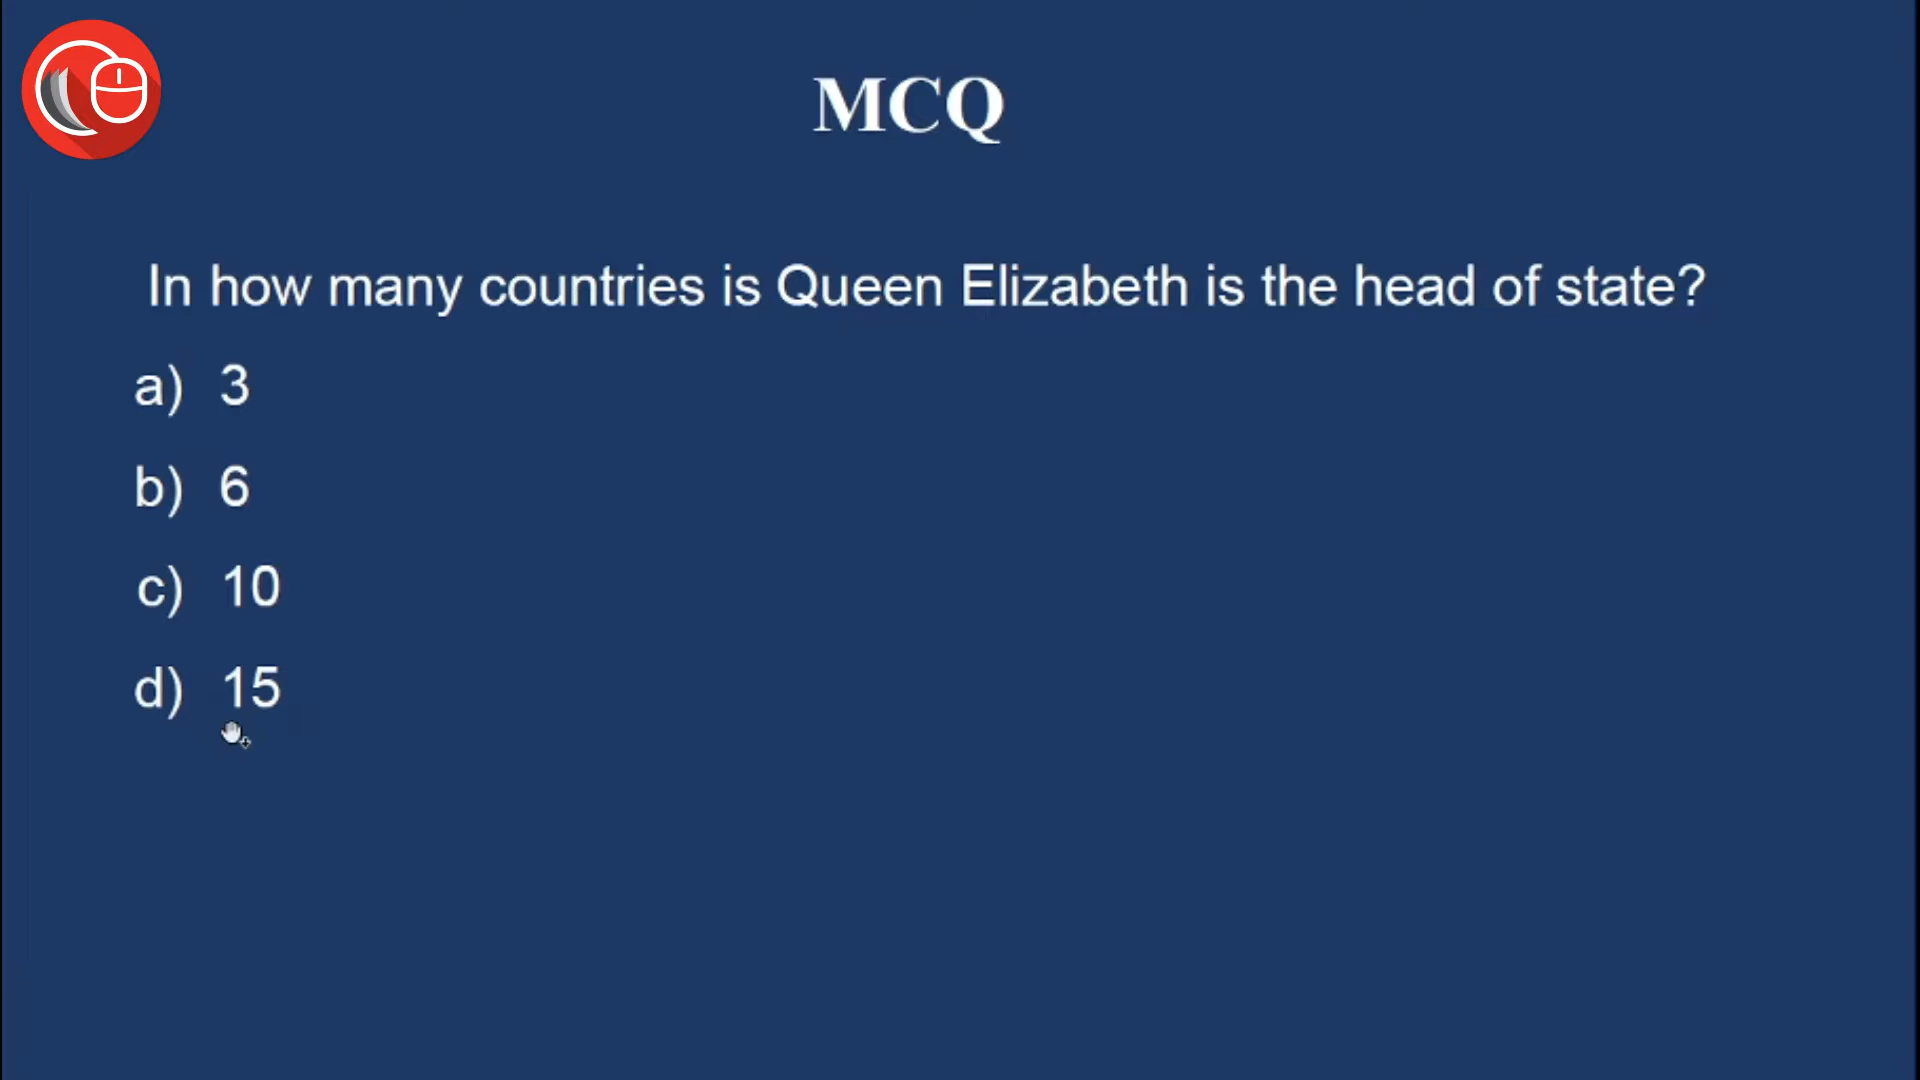 MCQ
In how many countries is Queen Elizabeth is the head of state?
a) 3
b) 6
c) 10
d) 15